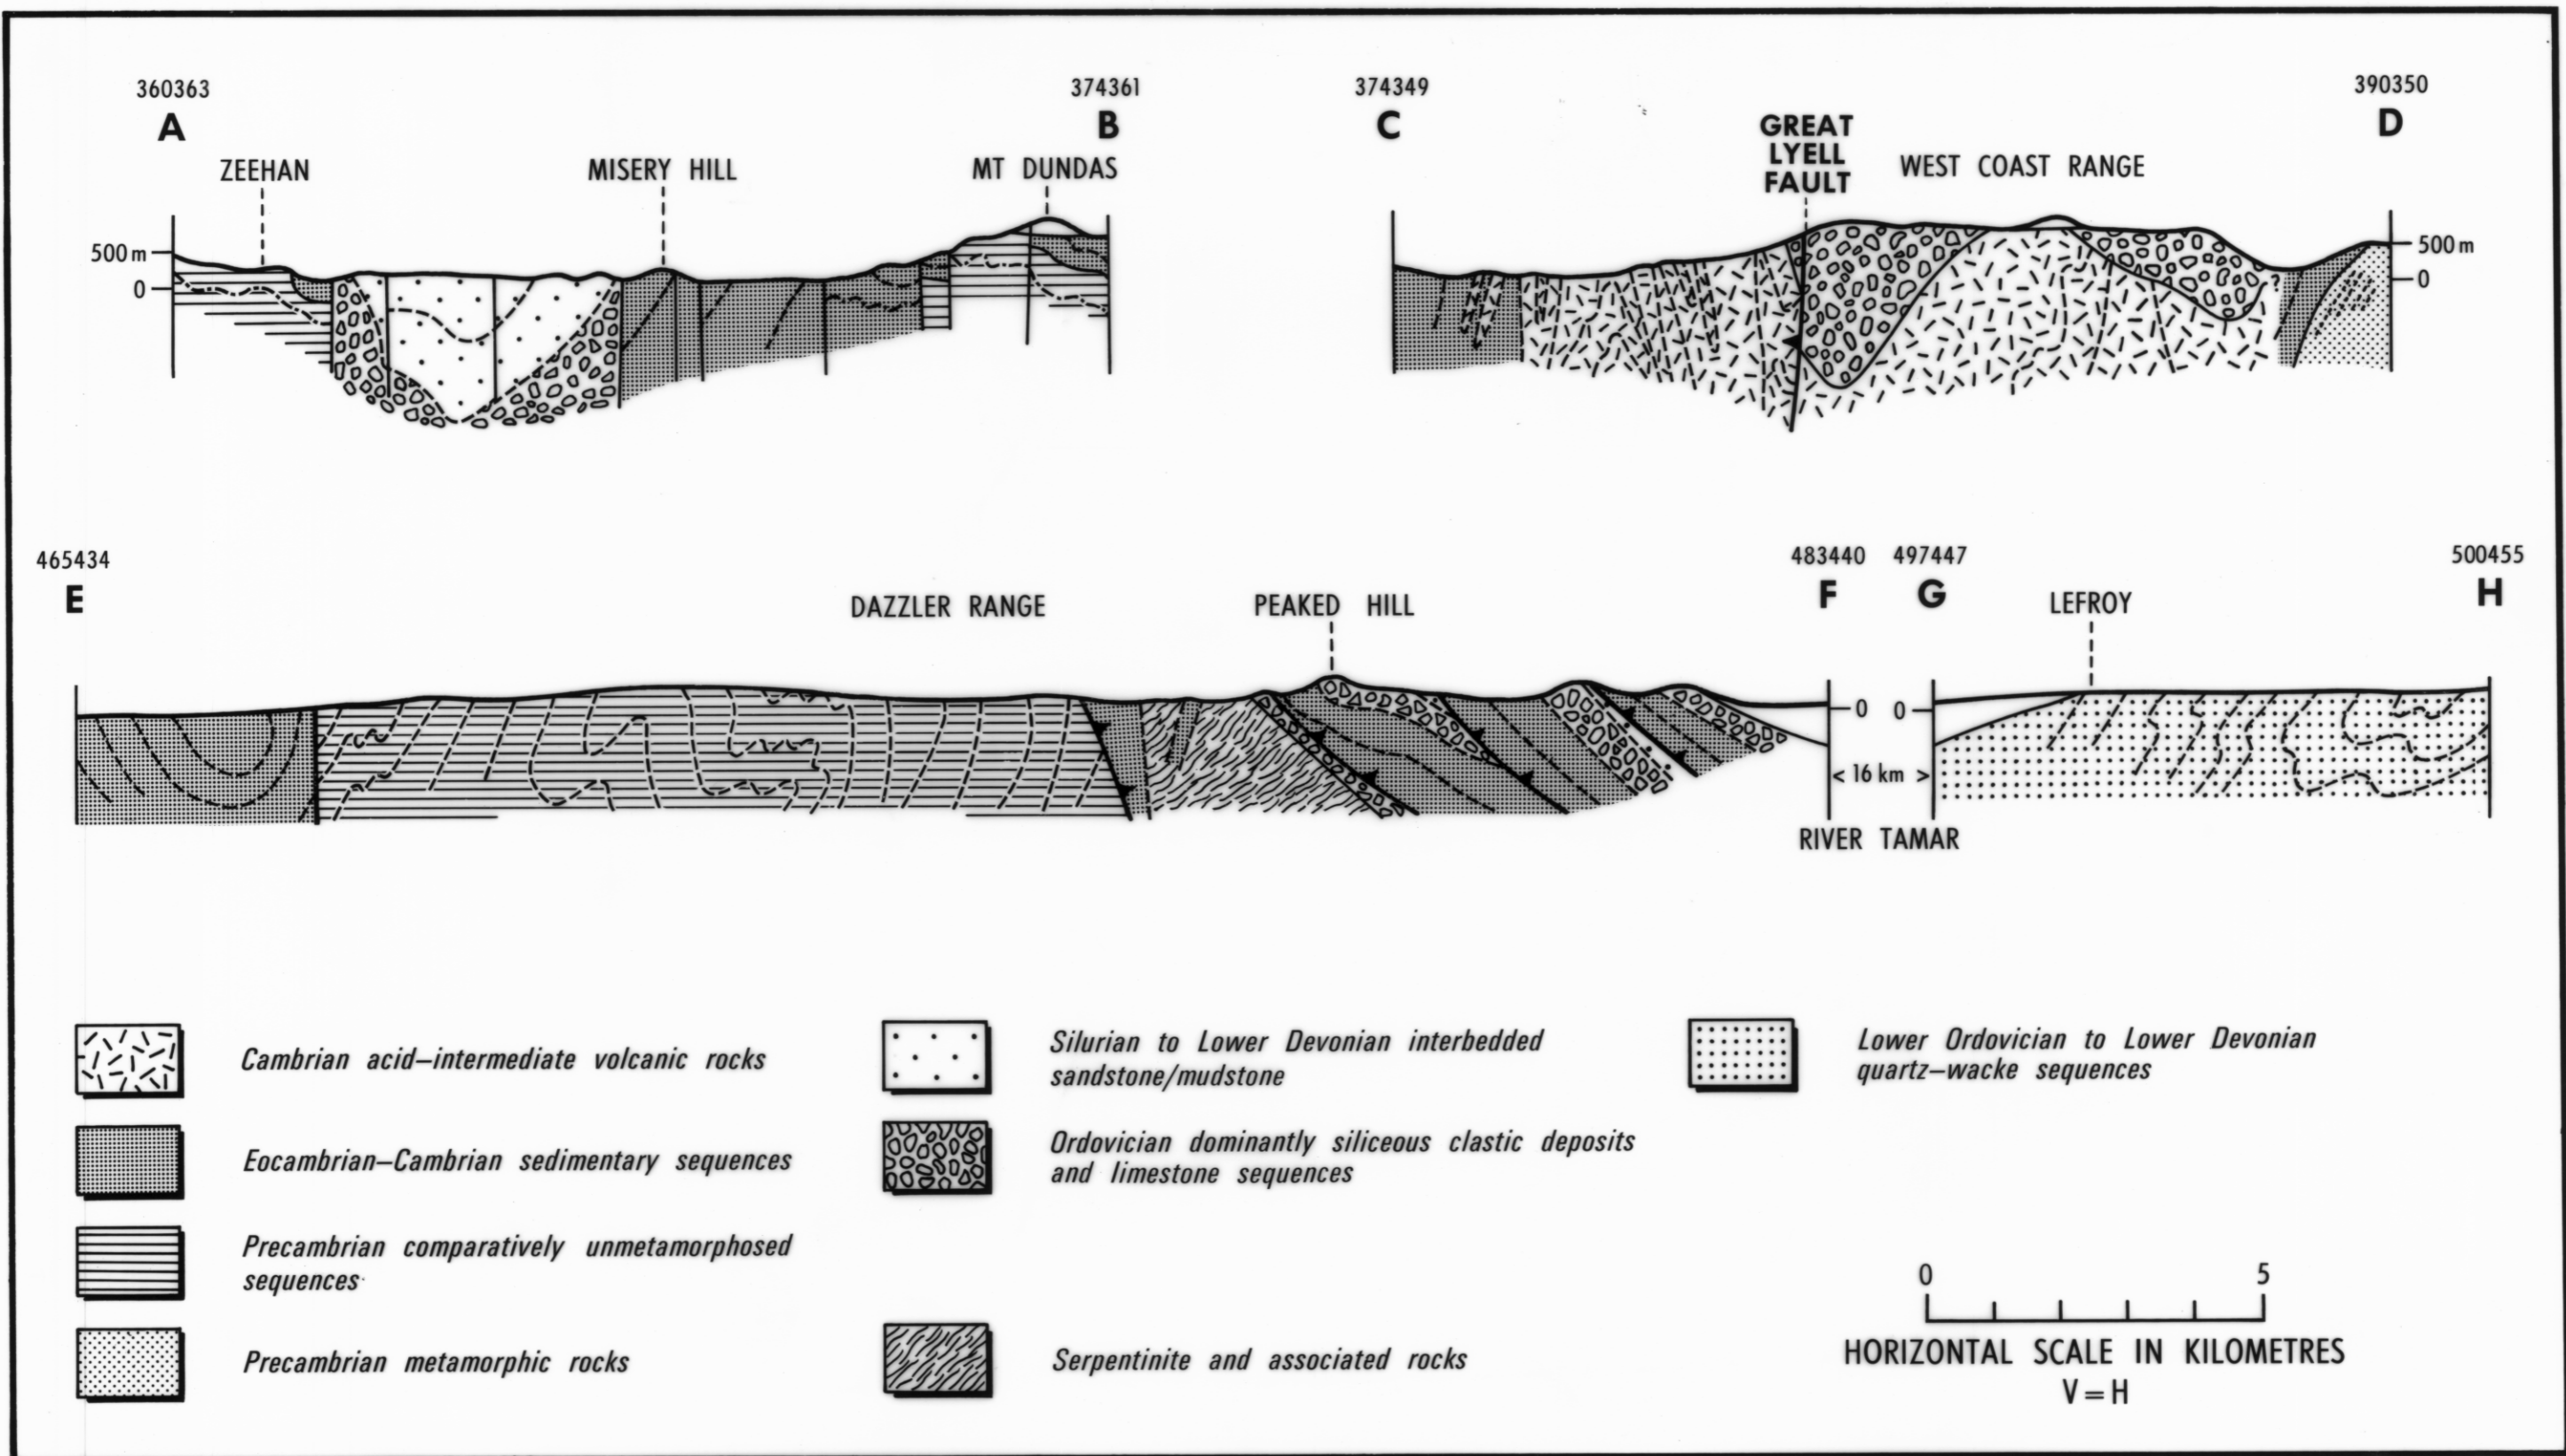 360363
A
374361
B
374349
C
390350
D
ZEEHAN
MISERY HILL
MT DUNDAS
GREAT
LYELL
FAULT
WEST COAST RANGE
500 m
0
500 m
0
?
465434
E
483440
F
497447
G
500455
H
DAZZLER RANGE
PEAKED HILL
LEFROY
0
0
< 16 km >
RIVER TAMAR
Cambrian acid–intermediate volcanic rocks
Eocambrian–Cambrian sedimentary sequences
Precambrian comparatively unmetamorphosed
sequences
Precambrian metamorphic rocks
Silurian to Lower Devonian interbedded
sandstone/mudstone
Ordovician dominantly siliceous clastic deposits
and limestone sequences
Serpentinite and associated rocks
Lower Ordovician to Lower Devonian
quartz–wacke sequences
0 5
HORIZONTAL SCALE IN KILOMETRES
V = H